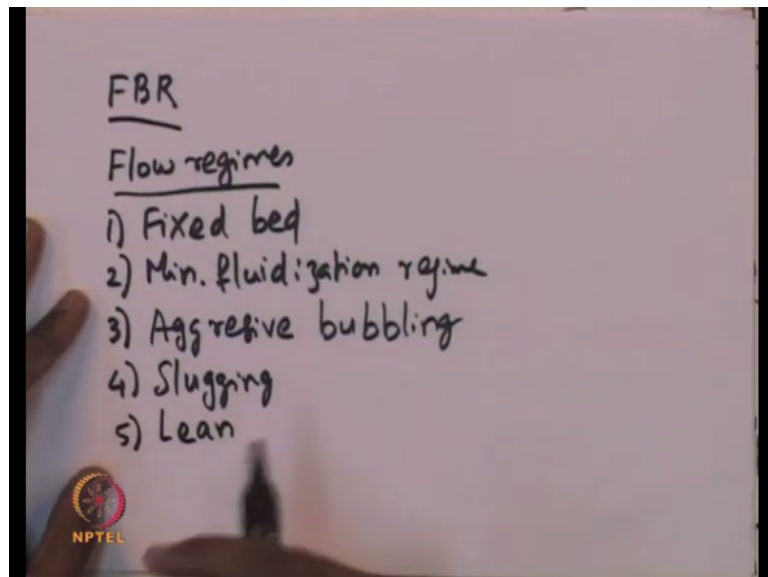 FBR
Flow regimes
1) Fixed bed
2) Min. fluidization regime
3) Aggresive bubbling
4) Slugging
5) Lean
NPTEL